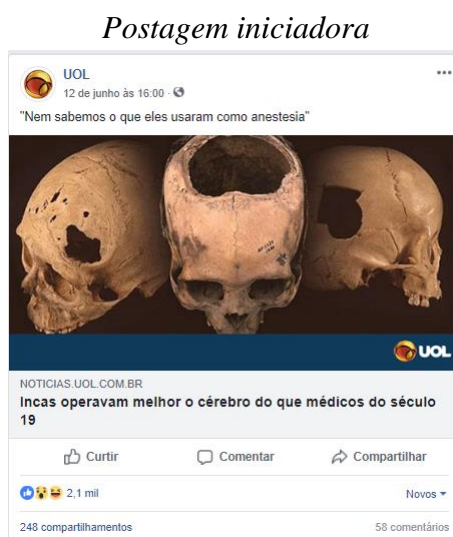 Postagem iniciadora
UOL
12 de junho às 16:00 ·
"Nem sabemos o que eles usaram como anestesia"
UOL
NOTICIAS.UOL.COM.BR
Incas operavam melhor o cérebro do que médicos do século
19
Curtir Comentar Compartilhar
2,1 mil Novos
248 compartilhamentos 58 comentários